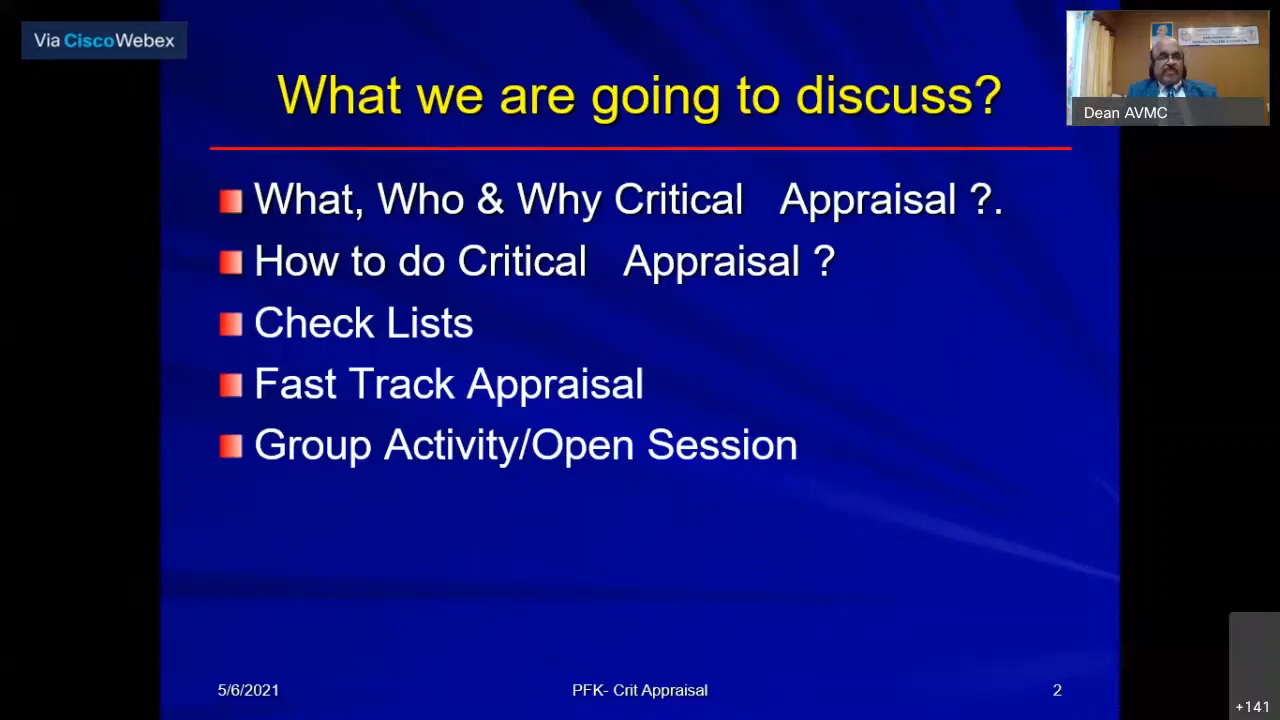 Via CiscoWebex
What we are going to discuss?
Dean AVMC
What, Who & Why Critical Appraisal ?.
How to do Critical Appraisal ?
Check Lists
Fast Track Appraisal
Group Activity/Open Session
5/6/2021
PFK- Crit Appraisal
2
+141